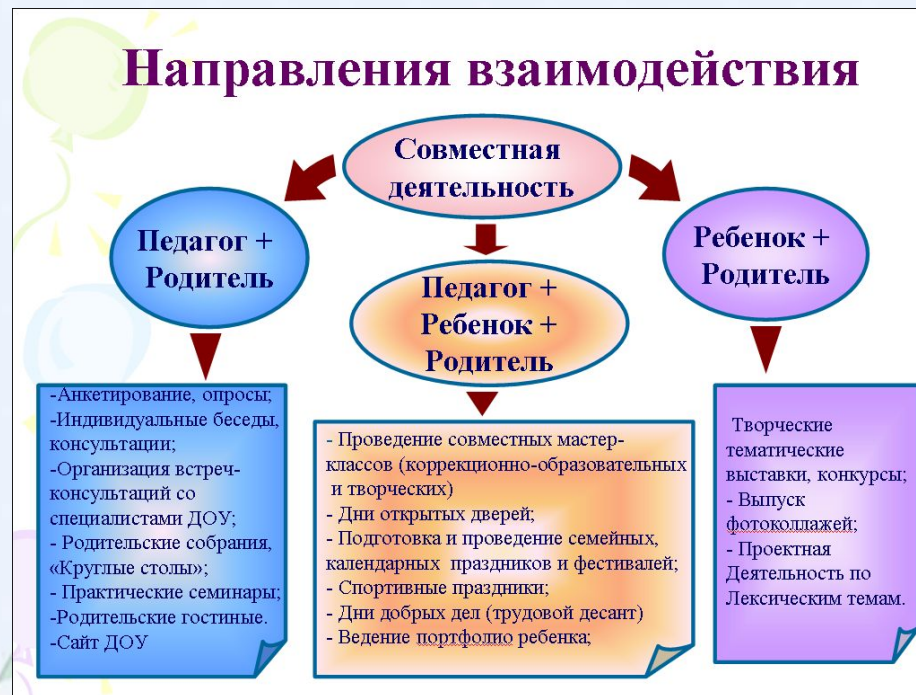 Направления взаимодействия
Совместная
деятельность
Педагог +
Родитель
Педагог +
Ребенок +
Родитель
Ребенок +
Родитель
-Анкетирование, опросы;
-Индивидуальные беседы,
консультации;
-Организация встреч-
консультаций со
специалистами ДОУ;
- Родительские собрания,
«Круглые столы»;
- Практические семинары;
-Родительские гостиные.
-Сайт ДОУ
- Проведение совместных мастер-
классов (коррекционно-образовательных
и творческих)
- Дни открытых дверей;
- Подготовка и проведение семейных,
календарных праздников и фестивалей;
- Спортивные праздники;
- Дни добрых дел (трудовой десант)
- Ведение портфолио ребенка;
Творческие
тематические
выставки, конкурсы;
- Выпуск
фотоколлажей;
- Проектная
Деятельность по
Лексическим темам.